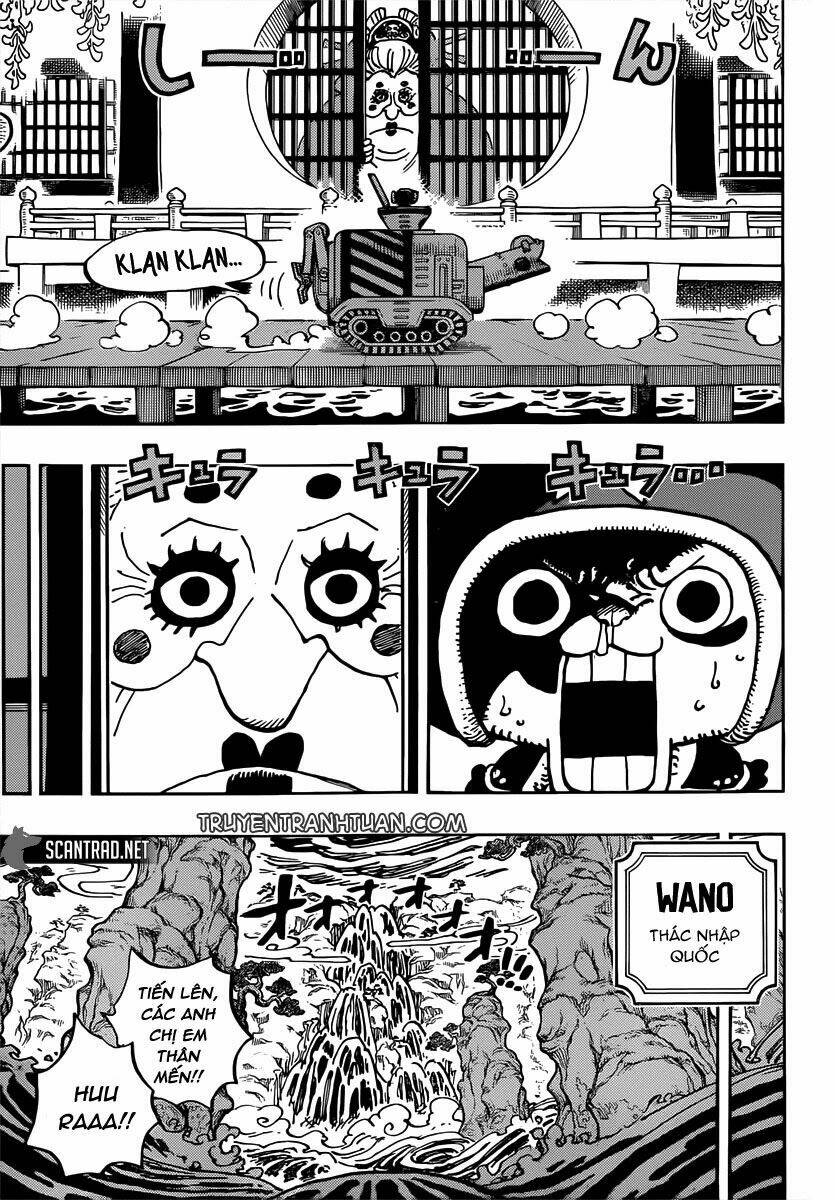 しーーーん
KLAN KLAN...
キュラ キュラ キュラ...
TRUYENTRANHTUAN.COM
SCANTRAD.NET
WANO
THÁC NHẬP
QUỐC
オオオオオ!!!
TIẾN LÊN,
CÁC ANH
CHỊ EM
THÂN
MẾN!!
HUU
RAAA!!